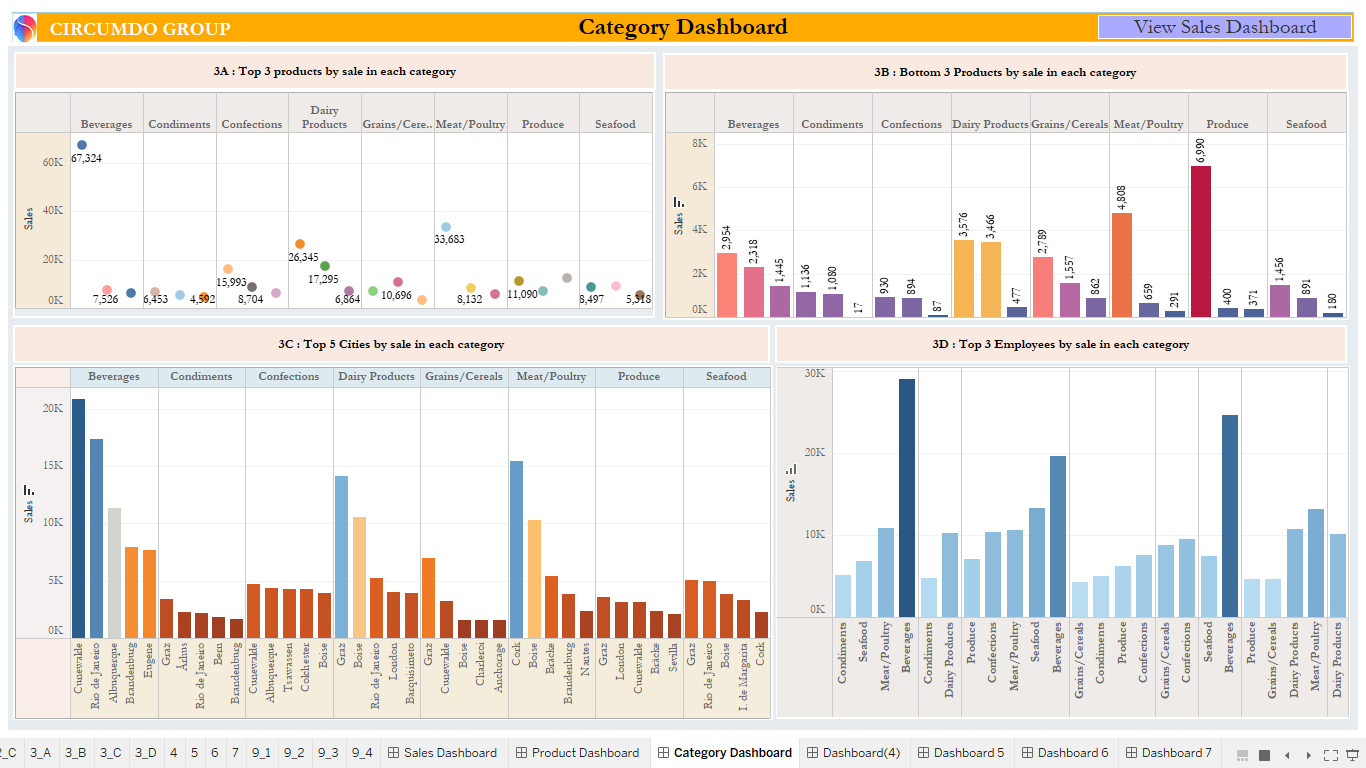 CIRCUMDO GROUP
Category Dashboard
View Sales Dashboard
3A : Top 3 products by sale in each category
Beverages Condiments Confections Dairy Products Grains/Cere.. Meat/Poultry Produce Seafood
Sales
60K
40K
20K
0K
67,324
7,526
6,453
4,592
15,993
8,704
26,345
17,295
6,864
10,696
33,683
8,132
11,090
8,497
5,318
3B : Bottom 3 Products by sale in each category
Beverages Condiments Confections Dairy Products Grains/Cereals Meat/Poultry Produce Seafood
Sales
8K
6K
4K
2K
0K
2,954
2,318
1,445
1,136
1,080
17
930
894
87
3,576
3,466
477
2,789
1,557
862
4,808
659
291
6,990
400
371
1,456
891
180
3C : Top 5 Cities by sale in each category
Beverages Condiments Confections Dairy Products Grains/Cereals Meat/Poultry Produce Seafood
Sales
20K
15K
10K
5K
0K
Cunewalde
Rio de Janeiro
Albuquerque
Brandenburg
Eugene
Graz
Århus
Rio de Janeiro
Bern
Brandenburg
Cunewalde
Albuquerque
Tsawassen
Colchester
Boise
Graz
Boise
Rio de Janeiro
London
Barquisimeto
Graz
Cunewalde
Boise
Charleroi
Anchorage
Cork
Boise
Bräcke
Brandenburg
Nantes
Graz
London
Cunewalde
Bräcke
Sevilla
Graz
Rio de Janeiro
Boise
I. de Margarita
Cork
3D : Top 3 Employees by sale in each category
Sales
30K
20K
10K
0K
Condiments
Seafood
Meat/Poultry
Beverages
Condiments
Dairy Products
Produce
Confections
Meat/Poultry
Seafood
Beverages
Grains/Cereals
Condiments
Produce
Confections
Grains/Cereals
Confections
Seafood
Beverages
Produce
Grains/Cereals
Dairy Products
Meat/Poultry
Dairy Products
2_C 3_A 3_B 3_C 3_D 4 5 6 7 9_1 9_2 9_3 9_4 Sales Dashboard Product Dashboard Category Dashboard Dashboard(4) Dashboard 5 Dashboard 6 Dashboard 7